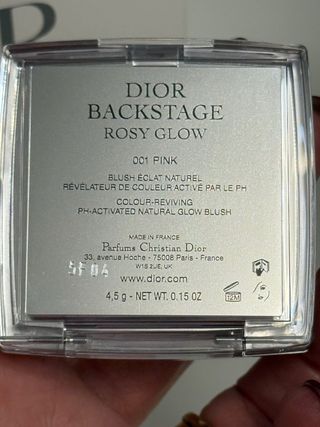 DIOR
BACKSTAGE
ROSY GLOW
001 PINK
BLUSH ÉCLAT NATUREL
RÉVÉLATEUR DE COULEUR ACTIVÉ PAR LE PH
COLOUR-REVIVING
PH-ACTIVATED NATURAL GLOW BLUSH
MADE IN FRANCE
Parfums Christian Dior
33, avenue Hoche - 75008 Paris - France
W1S 2UE, UK
www.dior.com
4,5 g - NET WT. 0.15 OZ
12M